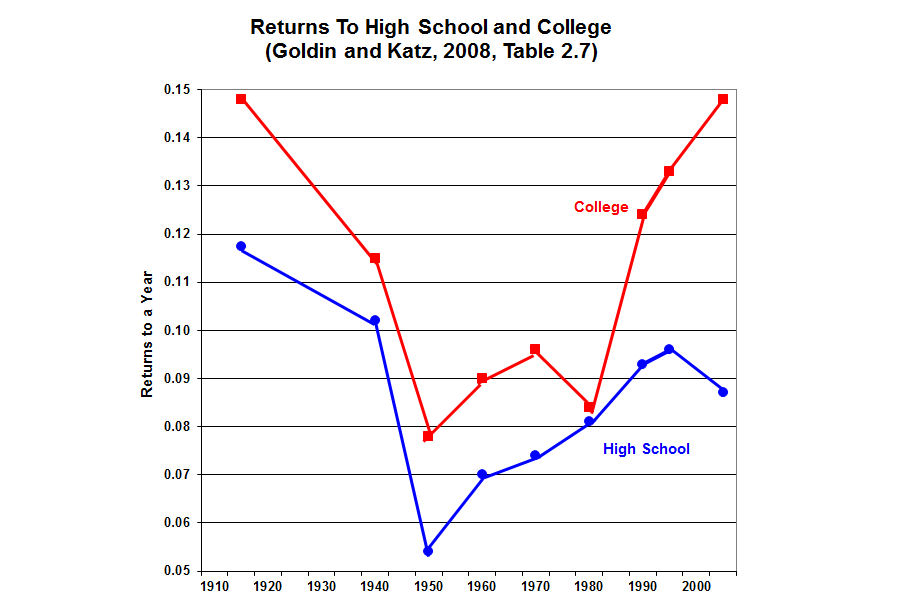 Returns To High School and College
(Goldin and Katz, 2008, Table 2.7)
0.15
0.14
0.13
0.12
0.11
0.10
0.09
0.08
0.07
0.06
0.05
Returns to a Year
College
High School
1910 1920 1930 1940 1950 1960 1970 1980 1990 2000